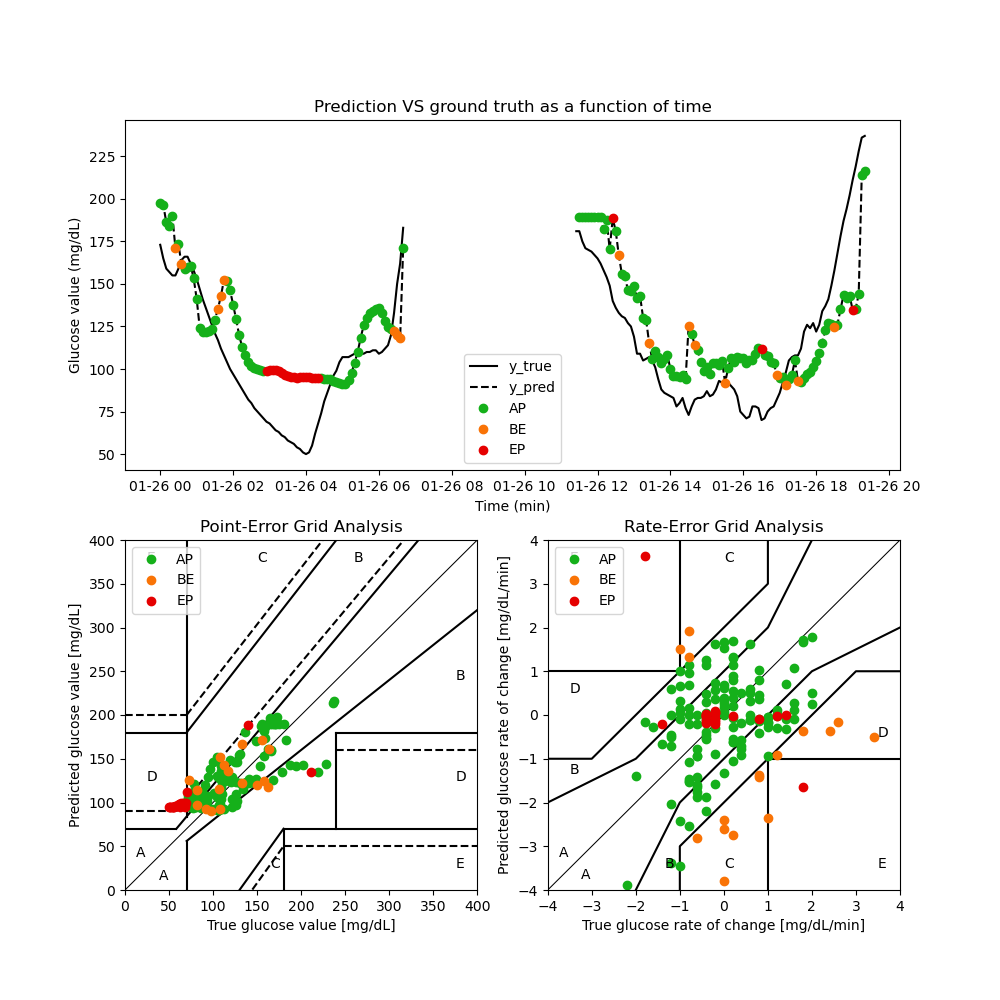 Prediction VS ground truth as a function of time
Glucose value (mg/dL)
225
200
175
150
125
100
75
50
y_true
y_pred
AP
BE
EP
01-26 00 01-26 02 01-26 04 01-26 06 01-26 08 01-26 10 01-26 12 01-26 14 01-26 16 01-26 18 01-26 20
Time (min)
Point-Error Grid Analysis
Predicted glucose value [mg/dL]
400
350
300
250
200
150
100
50
0
AP
BE
EP
C
B
B
D
D
A
A
C
E
0 50 100 150 200 250 300 350 400
True glucose value [mg/dL]
Rate-Error Grid Analysis
Predicted glucose rate of change [mg/dL/min]
4
3
2
1
0
−1
−2
−3
−4
AP
BE
EP
C
D
D
B
A
A
B
C
E
−4 −3 −2 −1 0 1 2 3 4
True glucose rate of change [mg/dL/min]